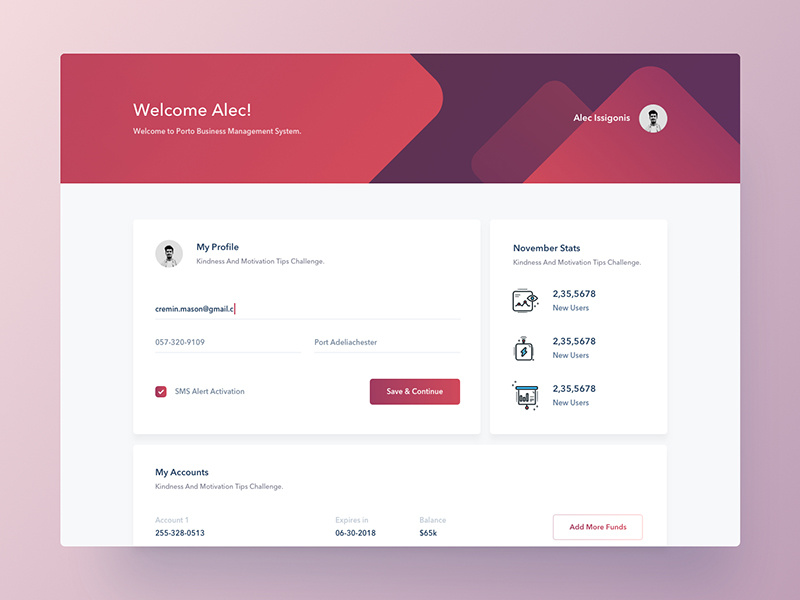 Welcome Alec!
Welcome to Porto Business Management System.
Alec Issigonis
My Profile
Kindness And Motivation Tips Challenge.
cremin.mason@gmail.c
057-320-9109
Port Adeliachester
SMS Alert Activation
Save & Continue
November Stats
Kindness And Motivation Tips Challenge.
2,35,5678
New Users
2,35,5678
New Users
2,35,5678
New Users
My Accounts
Kindness And Motivation Tips Challenge.
Account 1
Expires in
Balance
255-328-0513
06-30-2018
$65k
Add More Funds